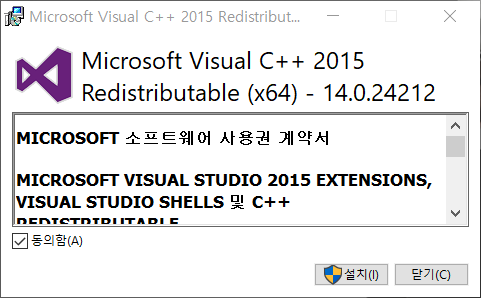 Microsoft Visual C++ 2015 Redistribut...
Microsoft Visual C++ 2015
Redistributable (x64) - 14.0.24212
MICROSOFT 소프트웨어 사용권 계약서
MICROSOFT VISUAL STUDIO 2015 EXTENSIONS,
VISUAL STUDIO SHELLS 및 C++
REDISTRIBUTABLE
동의함(A)
설치(I)
닫기(C)